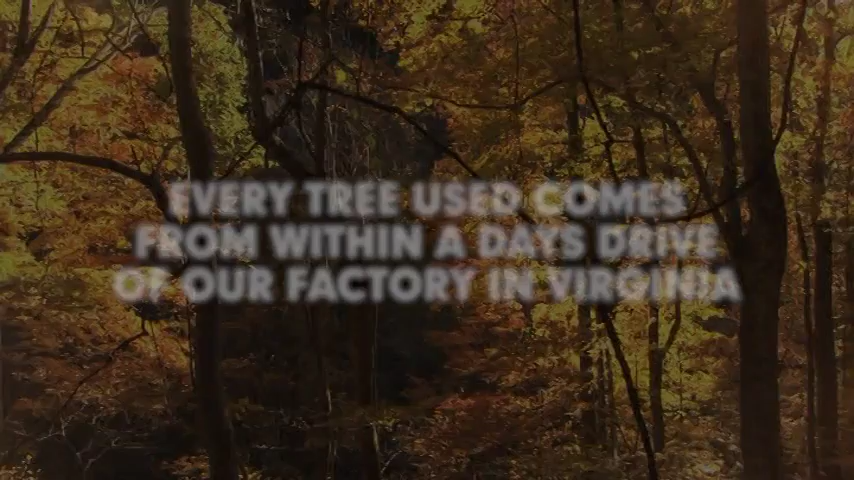 EVERY TREE USED COMES
FROM WITHIN A DAYS DRIVE
OF OUR FACTORY IN VIRGINIA